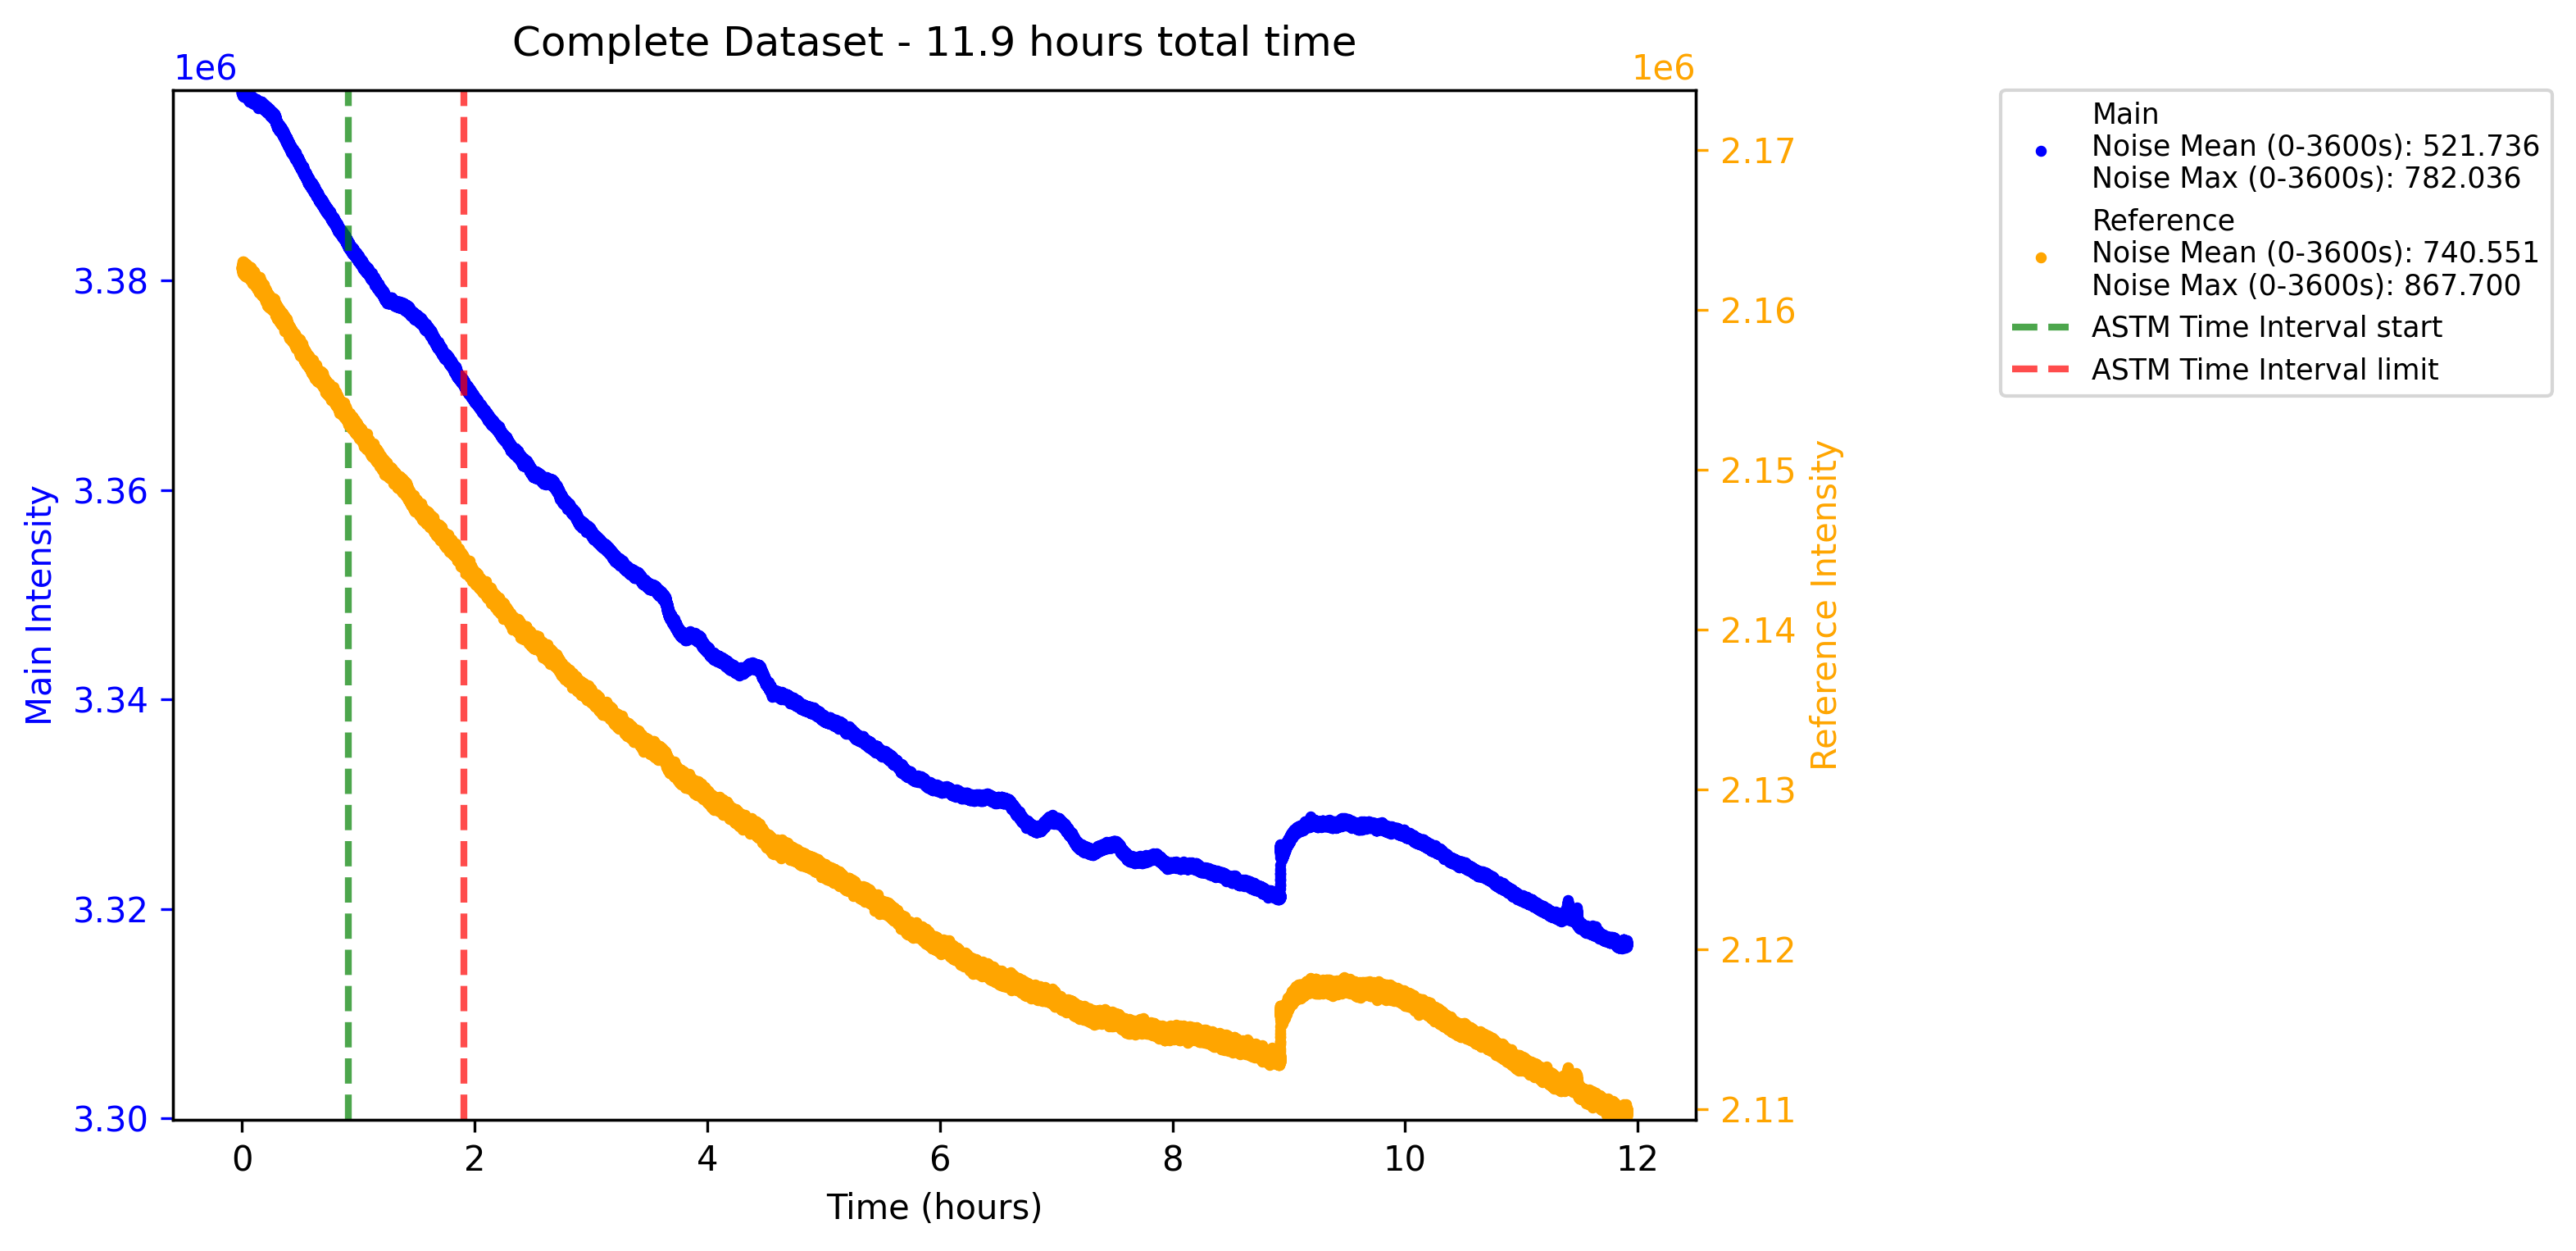 Complete Dataset - 11.9 hours total time
1e6
1e6
Main Intensity
3.38
3.36
3.34
3.32
3.30
2.17
2.16
2.15
2.14
2.13
2.12
2.11
Reference Intensity
0 2 4 6 8 10 12
Time (hours)
Main
Noise Mean (0-3600s): 521.736
Noise Max (0-3600s): 782.036
Reference
Noise Mean (0-3600s): 740.551
Noise Max (0-3600s): 867.700
ASTM Time Interval start
ASTM Time Interval limit